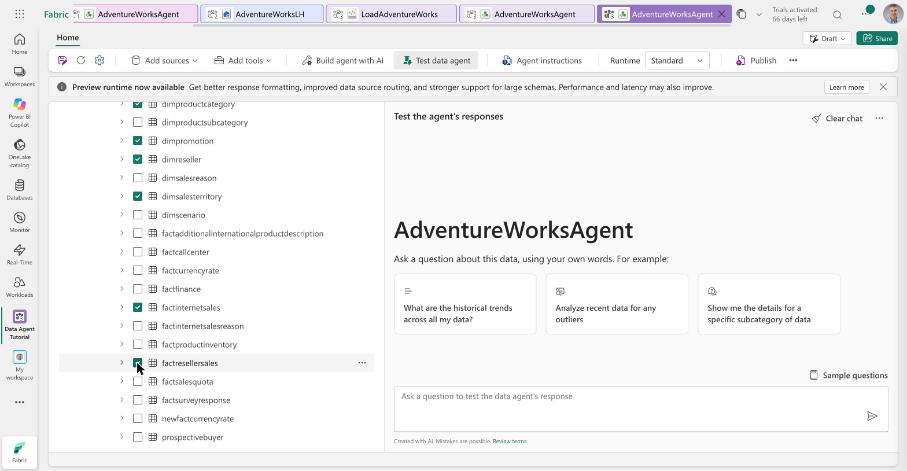 Fabric
AdventureWorksAgent
AdventureWorksLH
LoadAdventureWorks
AdventureWorksAgent
AdventureWorksAgent
Trials activated:
66 days left
Home
Draft
Share
Add sources
Add tools
Build agent with AI
Test data agent
Agent instructions
Runtime
Standard
Publish
Preview runtime now available Get better response formatting, improved data source routing, and stronger support for large schemas. Performance and latency may also improve.
Learn more
Home
Workspaces
Power BI
Copilot
OneLake
catalog
Databases
Monitor
Real-Time
Workloads
Data Agent
Tutorial
My
workspace
Fabric
dimproductcategory
dimproductsubcategory
dimpromotion
dimreseller
dimsalesreason
dimsalesterritory
dimscenario
factadditionalinternationalproductdescription
factcallcenter
factcurrencyrate
factfinance
factinternetsales
factinternetsalesreason
factproductinventory
factresellersales
factsalesquota
factsurveyresponse
newfactcurrencyrate
prospectivebuyer
Test the agent's responses
Clear chat
AdventureWorksAgent
Ask a question about this data, using your own words. For example:
What are the historical trends
across all my data?
Analyze recent data for any
outliers
Show me the details for a
specific subcategory of data
Sample questions
Ask a question to test the data agent's response
Created with AI. Mistakes are possible. Review terms